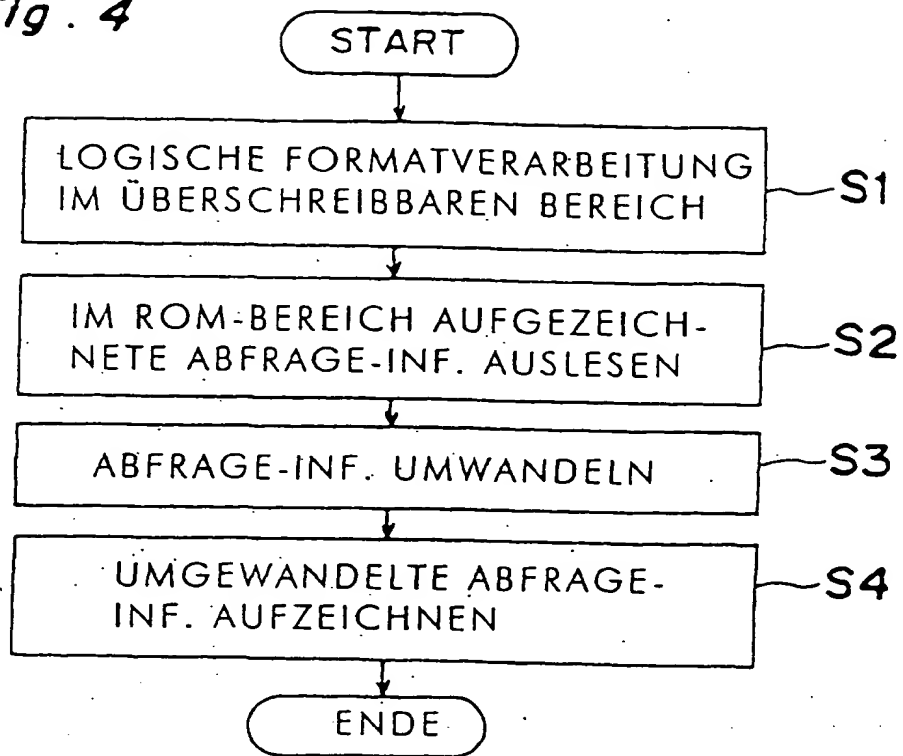 Fig. 4
START
LOGISCHE FORMATVERARBEITUNG
IM ÜBERSCHREIBBAREN BEREICH
S1
IM ROM-BEREICH AUFGEZEICH-
NETE ABFRAGE-INF. AUSLESEN
S2
ABFRAGE-INF. UMWANDELN
S3
UMGEWANDELTE ABFRAGE-
INF. AUFZEICHNEN
S4
ENDE